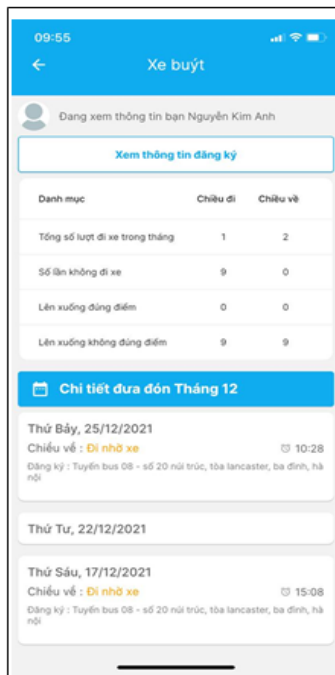 09:55
Xe buýt
Đang xem thông tin bạn Nguyễn Kim Anh
Xem thông tin đăng ký
Danh mục Chiều đi Chiều về
Tổng số lượt đi xe trong tháng 1 2
Số lần không đi xe 9 0
Lên xuống đúng điểm 0 0
Lên xuống không đúng điểm 9 9
Chi tiết đưa đón Tháng 12
Thứ Bảy, 25/12/2021
Chiều về : Đi nhờ xe 10:28
Đăng ký : Tuyến bus 08 - số 20 núi trúc, tòa lancaster, ba đình, hà
nội
Thứ Tư, 22/12/2021
Thứ Sáu, 17/12/2021
Chiều về : Đi nhờ xe 15:08
Đăng ký : Tuyến bus 08 - số 20 núi trúc, tòa lancaster, ba đình, hà
nội